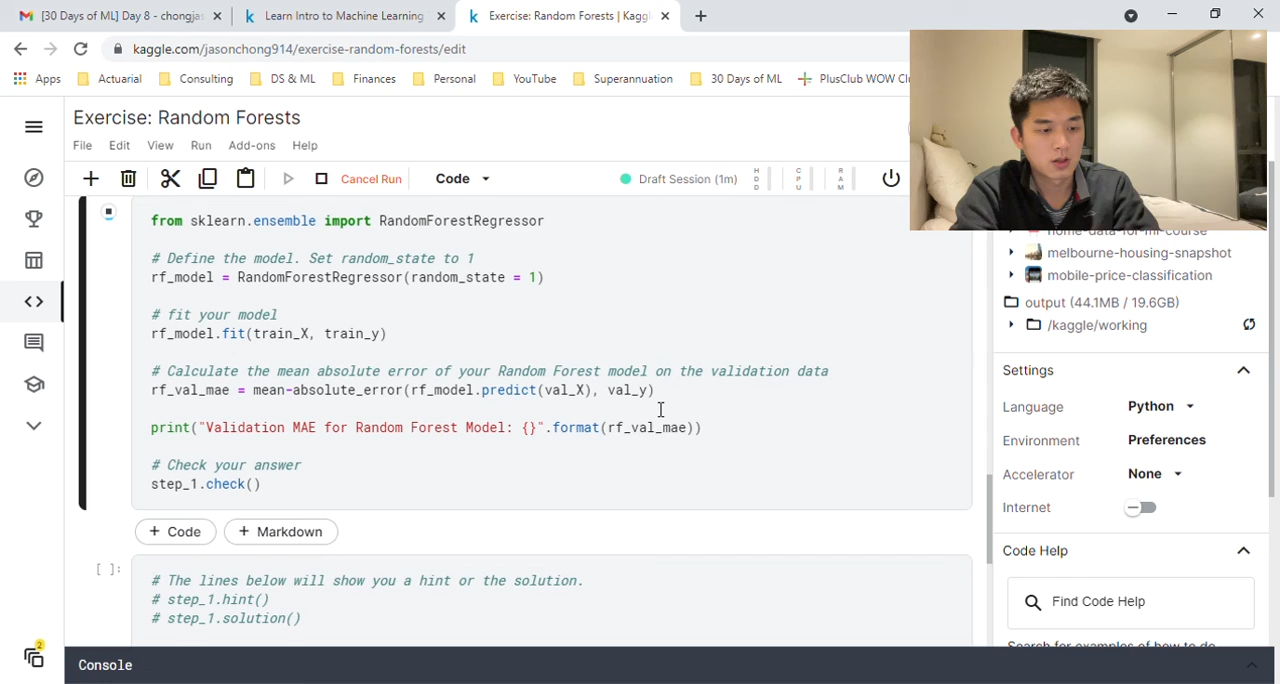 [30 Days of ML] Day 8 - chongjas
Learn Intro to Machine Learning
Exercise: Random Forests | Kagg
kaggle.com/jasonchong914/exercise-random-forests/edit
Apps Actuarial Consulting DS & ML Finances Personal YouTube Superannuation 30 Days of ML PlusClub WOW Clu
Exercise: Random Forests
File Edit View Run Add-ons Help
Cancel Run Code Draft Session (1m) HDD CPU RAM
from sklearn.ensemble import RandomForestRegressor
# Define the model. Set random_state to 1
rf_model = RandomForestRegressor(random_state = 1)
# fit your model
rf_model.fit(train_X, train_y)
# Calculate the mean absolute error of your Random Forest model on the validation data
rf_val_mae = mean-absolute_error(rf_model.predict(val_X), val_y)
print("Validation MAE for Random Forest Model: {}".format(rf_val_mae))
# Check your answer
step_1.check()
+ Code + Markdown
[ ]:
# The lines below will show you a hint or the solution.
# step_1.hint()
# step_1.solution()
Console
2
home-data-for-ml-course
melbourne-housing-snapshot
mobile-price-classification
output (44.1MB / 19.6GB)
/kaggle/working
Settings
Language Python
Environment Preferences
Accelerator None
Internet
Code Help
Find Code Help
Search for examples of how to do